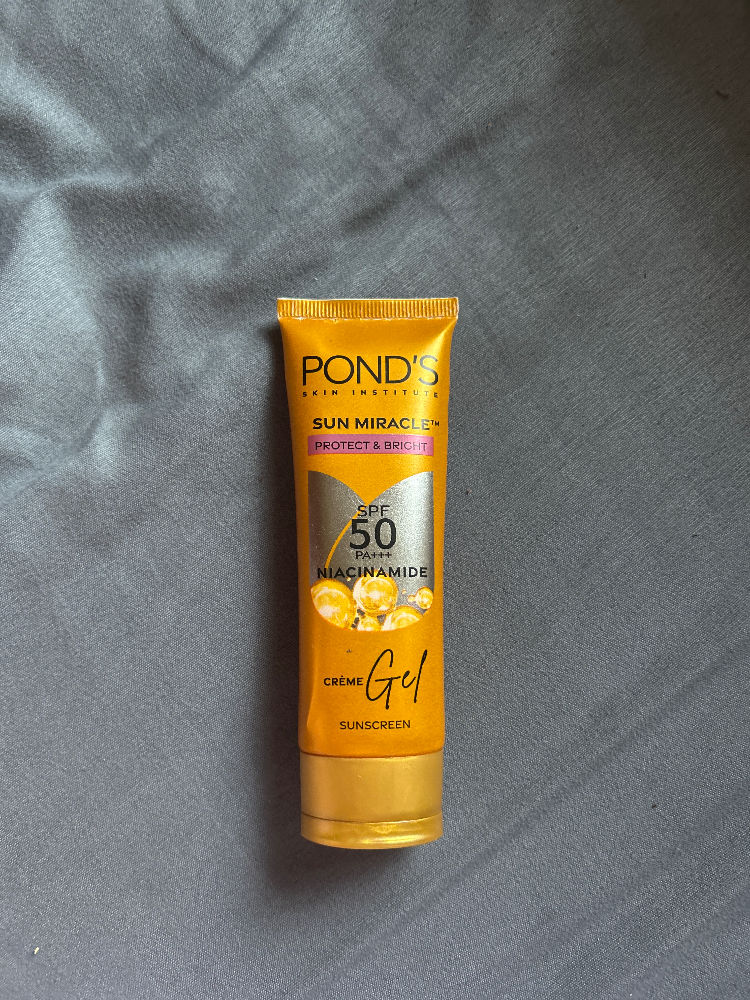 POND'S
SKIN INSTITUTE
SUN MIRACLE™
PROTECT & BRIGHT
SPF
50
PA+++
NIACINAMIDE
CRÈME Gel
SUNSCREEN